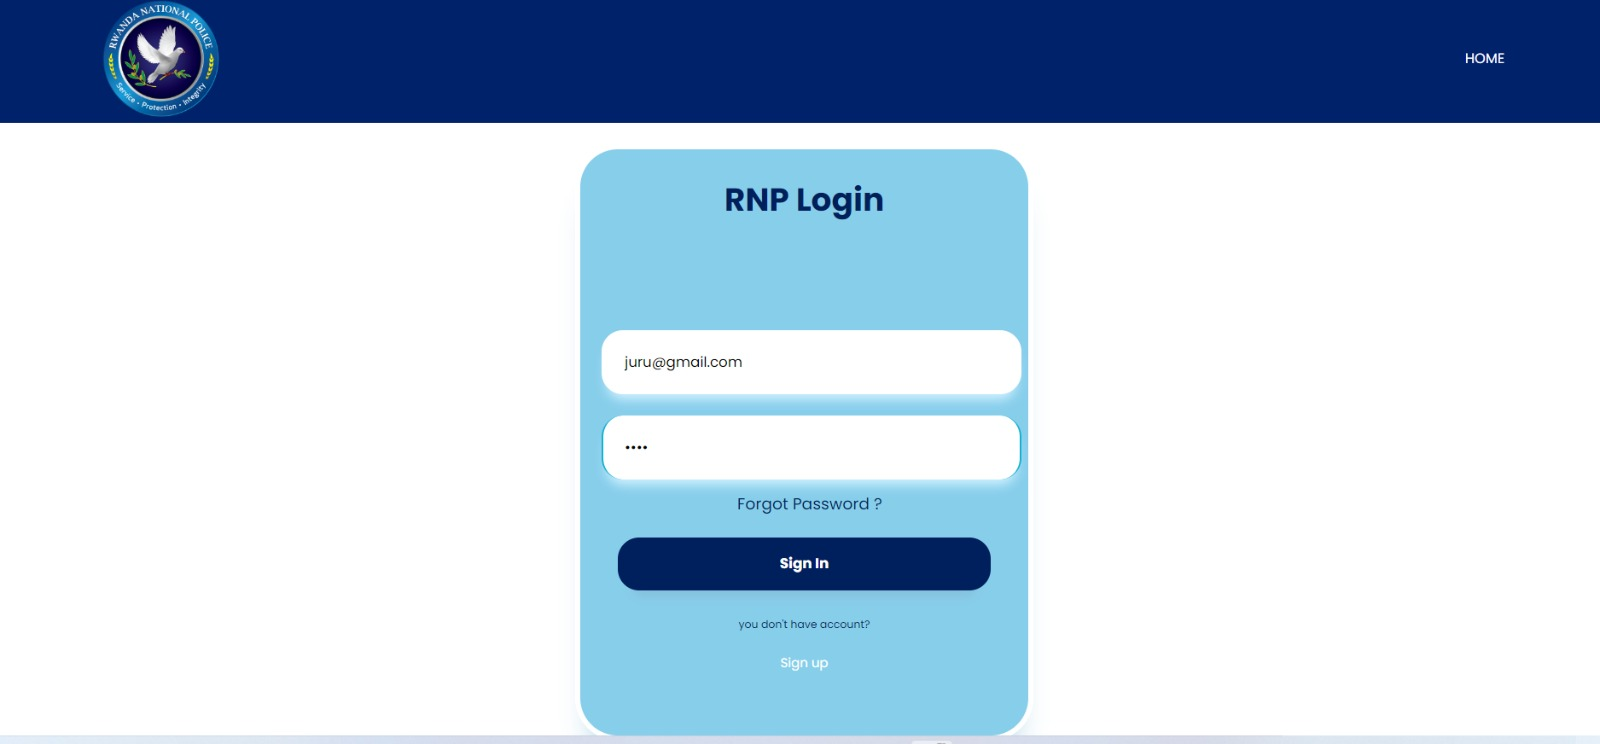 RWANDA NATIONAL POLICE
Service • Protection • Integrity
HOME
RNP Login
juru@gmail.com
••••
Forgot Password ?
Sign In
you don't have account?
Sign up